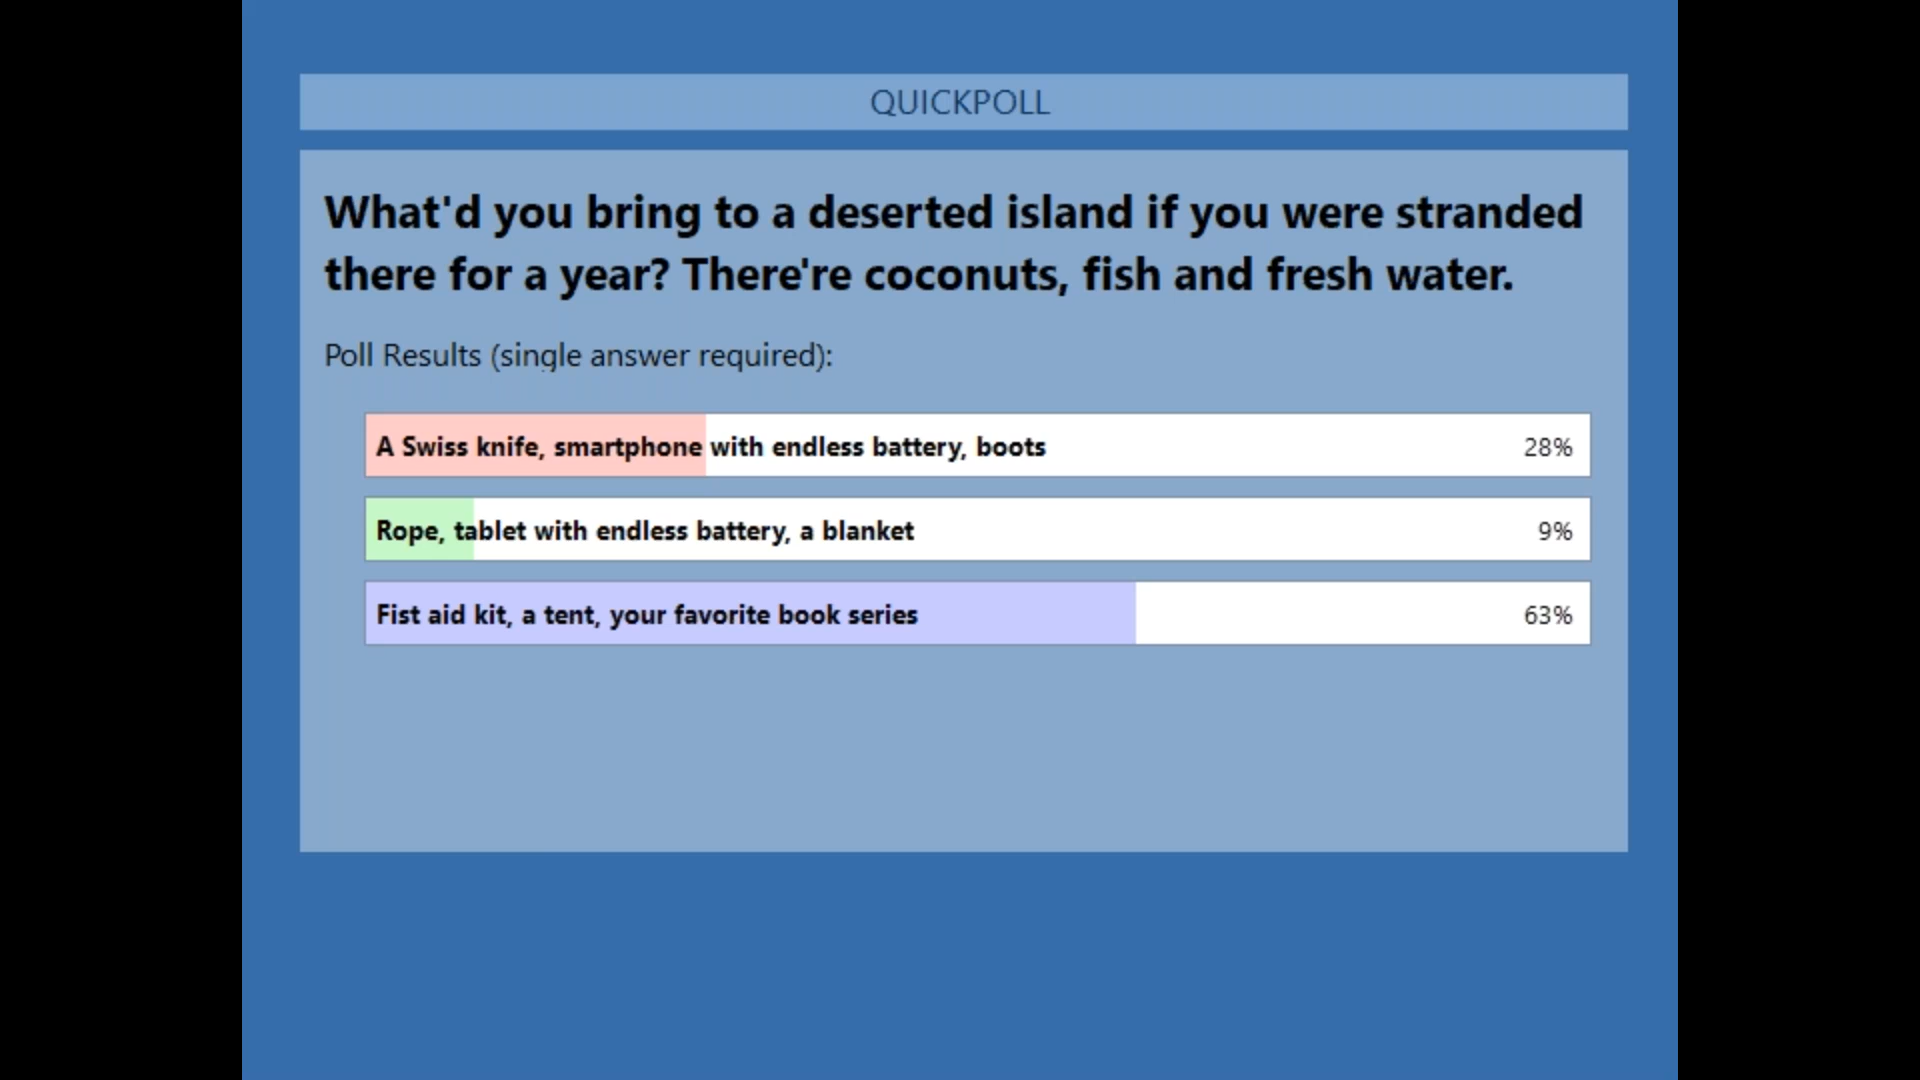 QUICKPOLL
What'd you bring to a deserted island if you were stranded
there for a year? There're coconuts, fish and fresh water.
Poll Results (single answer required):
A Swiss knife, smartphone with endless battery, boots 28%
Rope, tablet with endless battery, a blanket 9%
Fist aid kit, a tent, your favorite book series 63%